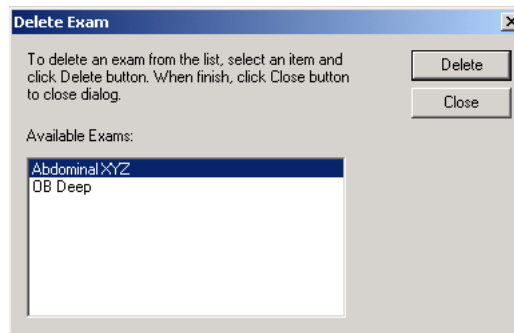 Delete Exam
To delete an exam from the list, select an item and
click Delete button. When finish, click Close button
to close dialog.
Delete
Close
Available Exams:
Abdominal XYZ
OB Deep